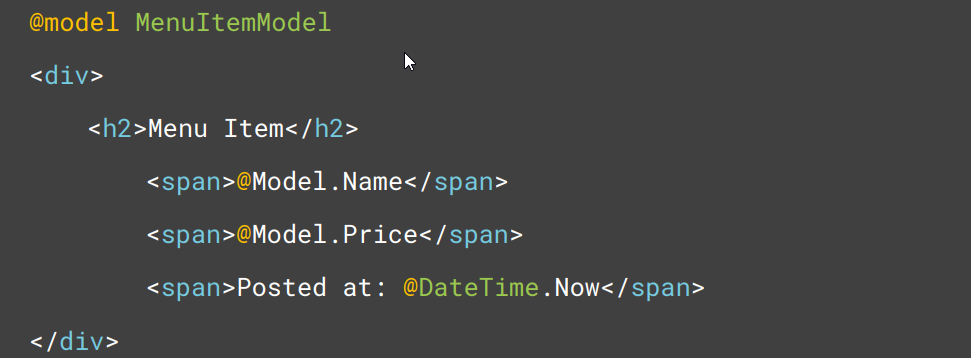 @model MenuItemModel
<div>
<h2>Menu Item</h2>
<span>@Model.Name</span>
<span>@Model.Price</span>
<span>Posted at: @DateTime.Now</span>
</div>